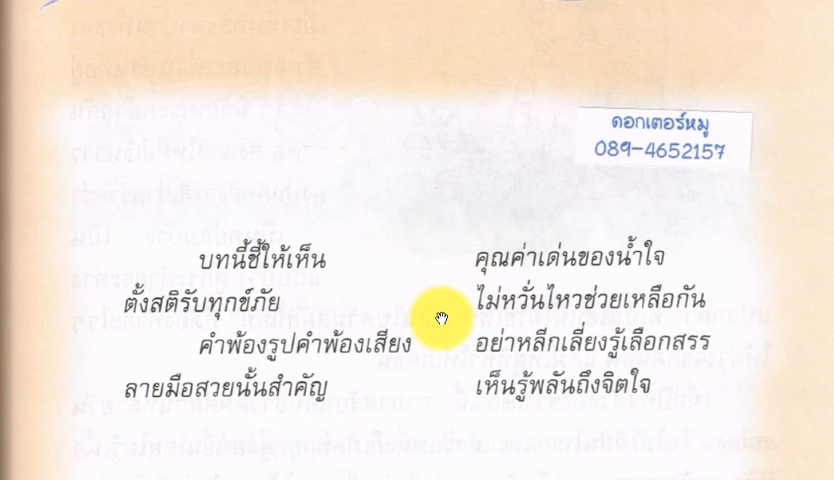 ดอกเตอร์หมู
089-4652157
บทนี้ชี้ให้เห็น คุณค่าเด่นของน้ำใจ
ตั้งสติรับทุกข์ภัย ไม่หวั่นไหวช่วยเหลือกัน
คำพ้องรูปคำพ้องเสียง อย่าหลีกเลี่ยงรู้เลือกสรร
ลายมือสวยนั้นสำคัญ เห็นรู้พลันถึงจิตใจ